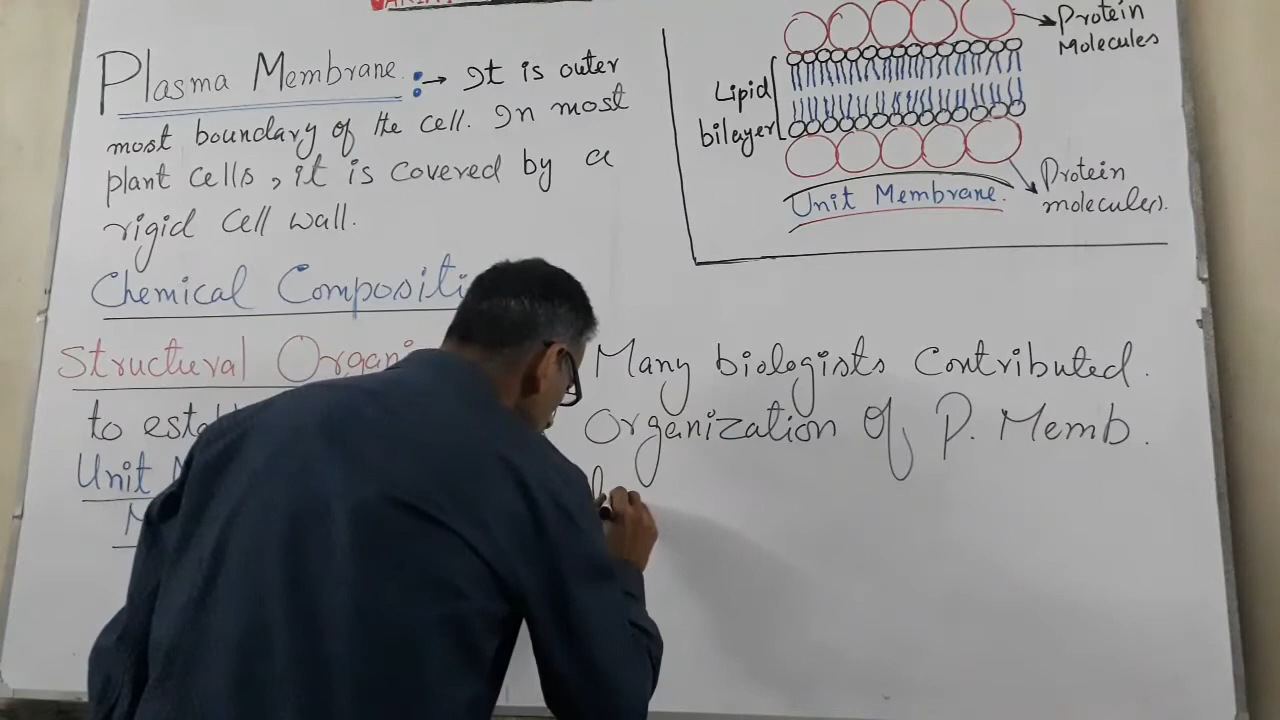 Plasma Membrane :→ It is outer
most boundary of the cell. In most
plant cells, it is covered by a
rigid cell wall.
Chemical Compositi
Structural Organi Many biologists Contributed.
to esta Organization of P. Memb.
Unit
Protein
Molecules
Lipid
bilayer
Unit Membrane.
Protein
molecules.